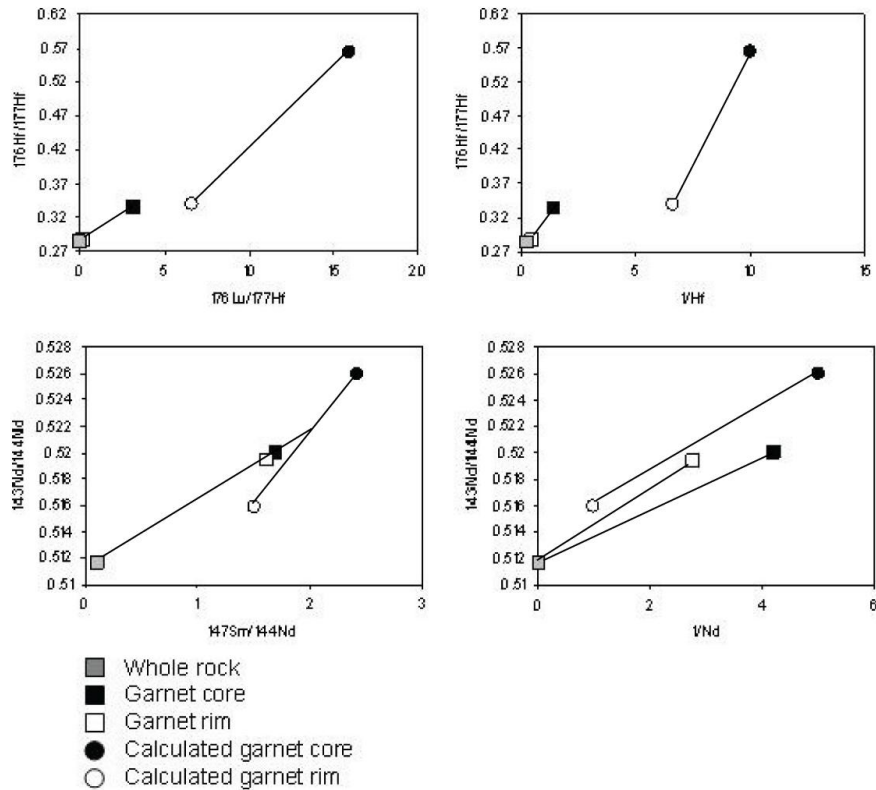 0.62
0.57
0.52
0.47
0.42
0.37
0.32
0.27
176Hf/177Hf
0 5 10 15 20
176 Lu/177Hf
0.62
0.57
0.52
0.47
0.42
0.37
0.32
0.27
176Hf/177Hf
0 5 10 15
1/Hf
0.528
0.526
0.524
0.522
0.52
0.518
0.516
0.514
0.512
0.51
143Nd/144Nd
0 1 2 3
147Sm/144Nd
0.528
0.526
0.524
0.522
0.52
0.518
0.516
0.514
0.512
0.51
143Nd/144Nd
0 2 4 6
1/Nd
Whole rock
Garnet core
Garnet rim
Calculated garnet core
Calculated garnet rim